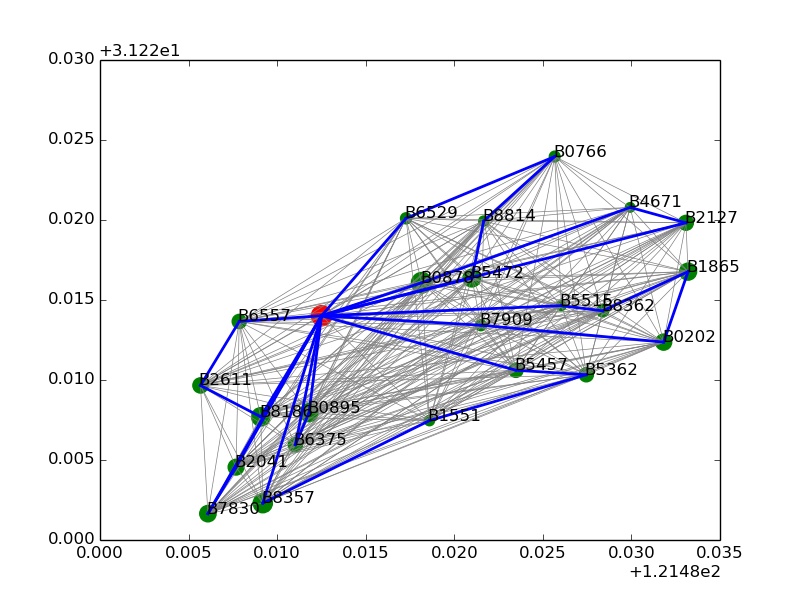 +3.122e1
0.030
0.025
0.020
0.015
0.010
0.005
0.000
B0766
B4671
B6529
B8814
B2127
B1865
B0878
B5472
B5515
B8362
B6557
B7909
B0202
B5457
B5362
B2611
B8186
B0895
B1551
B6375
B2041
B8357
B7830
0.000 0.005 0.010 0.015 0.020 0.025 0.030 0.035
+1.2148e2